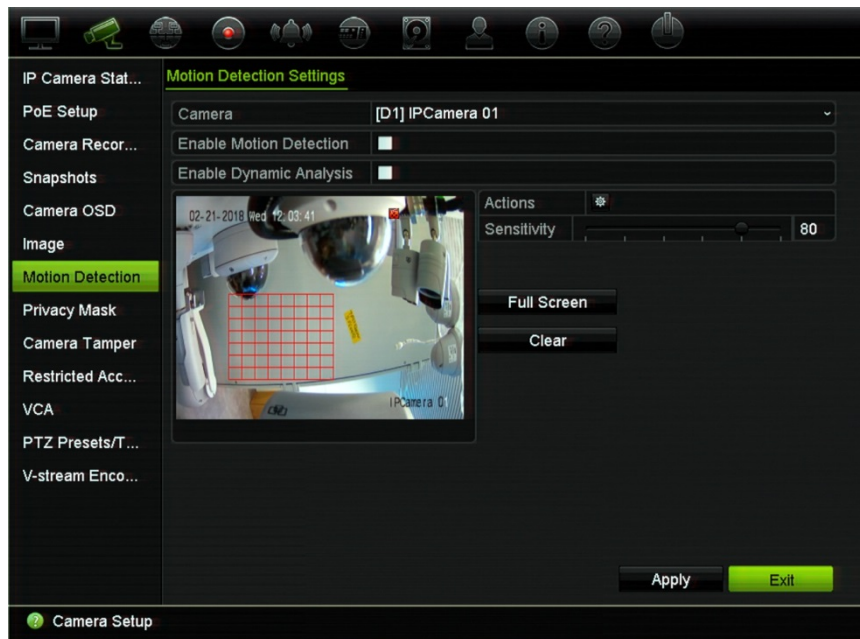 IP Camera Stat...
PoE Setup
Camera Recor...
Snapshots
Camera OSD
Image
Motion Detection
Privacy Mask
Camera Tamper
Restricted Acc...
VCA
PTZ Presets/T...
V-stream Enco...
Motion Detection Settings
Camera [D1] IPCamera 01
Enable Motion Detection
Enable Dynamic Analysis
02-21-2018 Wed 12:03:41
IPCamera 01
Actions
Sensitivity 80
Full Screen
Clear
Apply
Exit
Camera Setup